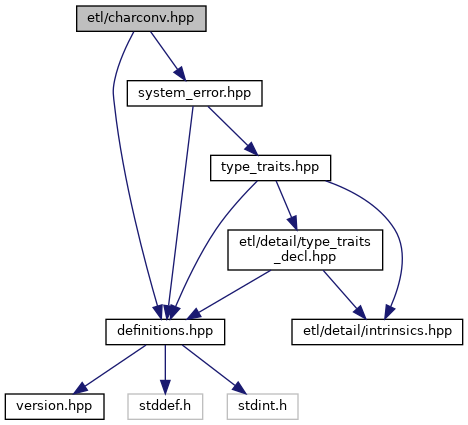 etl/charconv.hpp
system_error.hpp
type_traits.hpp
etl/detail/type_traits
_decl.hpp
definitions.hpp
etl/detail/intrinsics.hpp
version.hpp
stddef.h
stdint.h